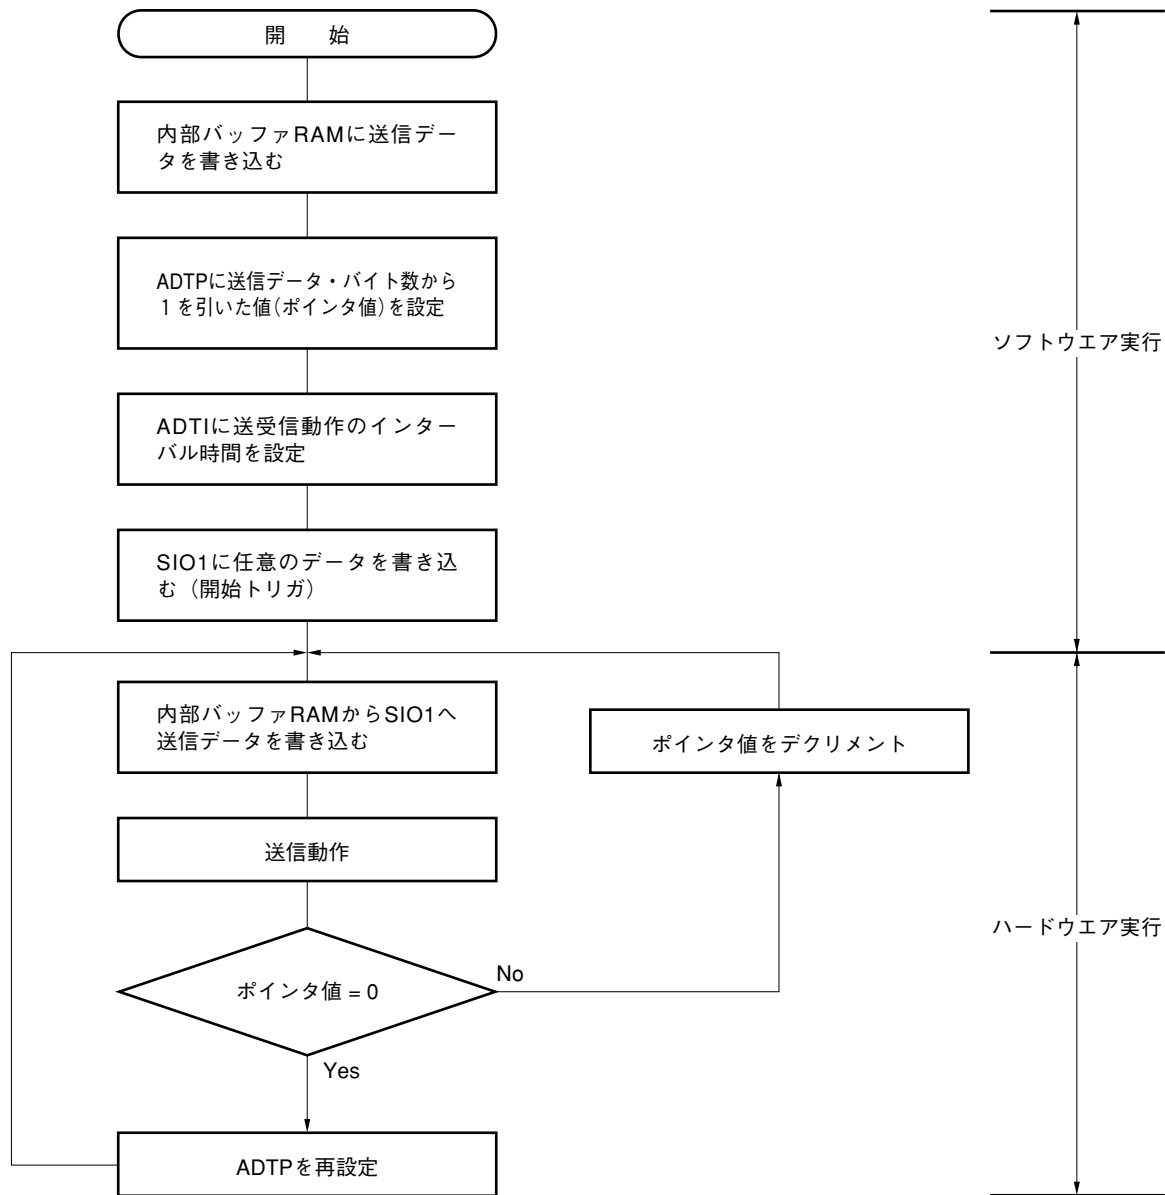 開　　始
内部バッファRAMに送信デー
タを書き込む
ADTPに送信データ・バイト数から
1を引いた値(ポインタ値)を設定
ソフトウエア実行
ADTIに送受信動作のインター
バル時間を設定
SIO1に任意のデータを書き込
む（開始トリガ）
内部バッファRAMからSIO1へ
送信データを書き込む
ポインタ値をデクリメント
送信動作
ハードウエア実行
ポインタ値 = 0
No
Yes
ADTPを再設定